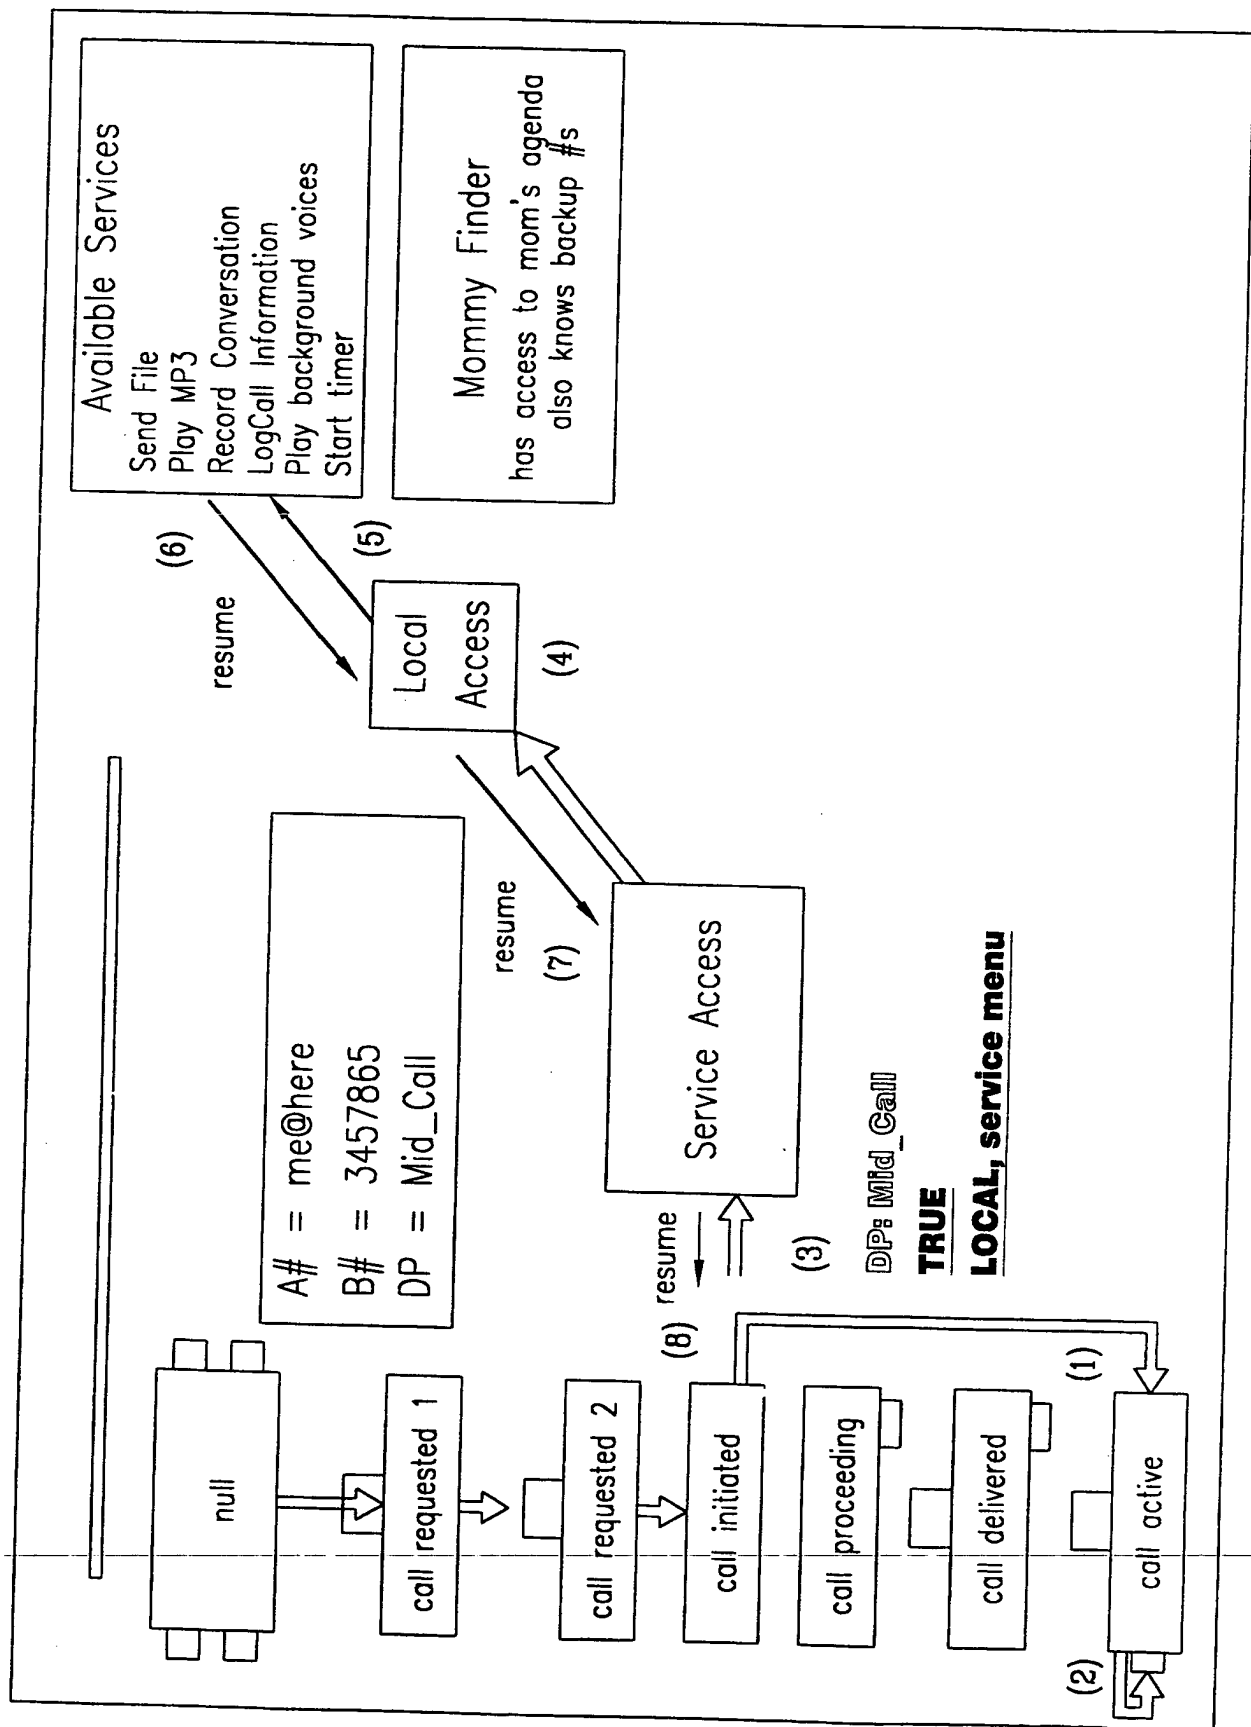 null
call requested 1
call requested 2
call initiated
call proceeding
call delivered
call active
(1)
(2)
A# = me@here
B# = 3457865
DP = Mid_Call
(8)
resume
(3)
Service Access
DP: Mid_Call
TRUE
LOCAL, service menu
resume
(7)
Local
Access
(4)
resume
(6)
(5)
Available Services
Send File
Play MP3
Record Conversation
LogCall Information
Play background voices
Start timer
Mommy Finder
has access to mom's agenda
also knows backup #s